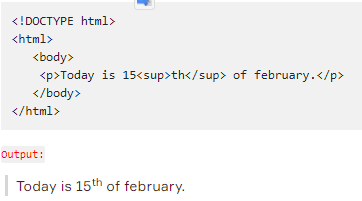 <!DOCTYPE html>
<html>
<body>
<p>Today is 15<sup>th</sup> of february.</p>
</body>
</html>
Output:
Today is 15th of february.